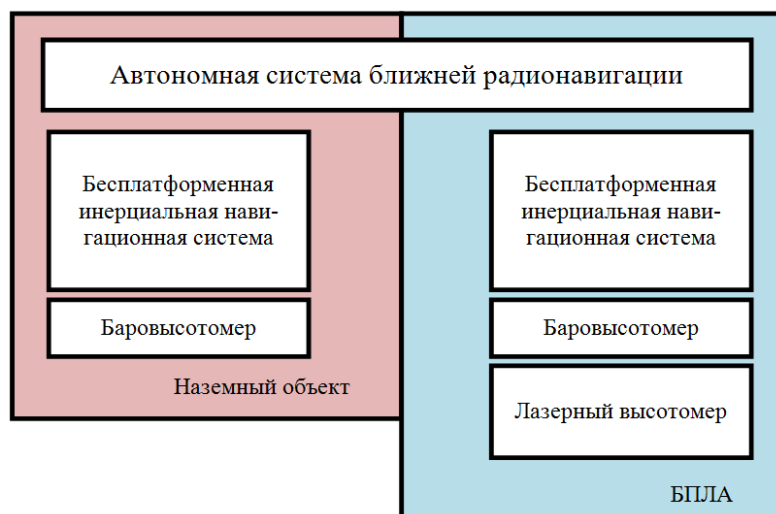 Автономная система ближней радионавигации
Бесплатформенная
инерциальная нави-
гационная система
Баровысотомер
Наземный объект
Бесплатформенная
инерциальная нави-
гационная система
Баровысотомер
Лазерный высотомер
БПЛА